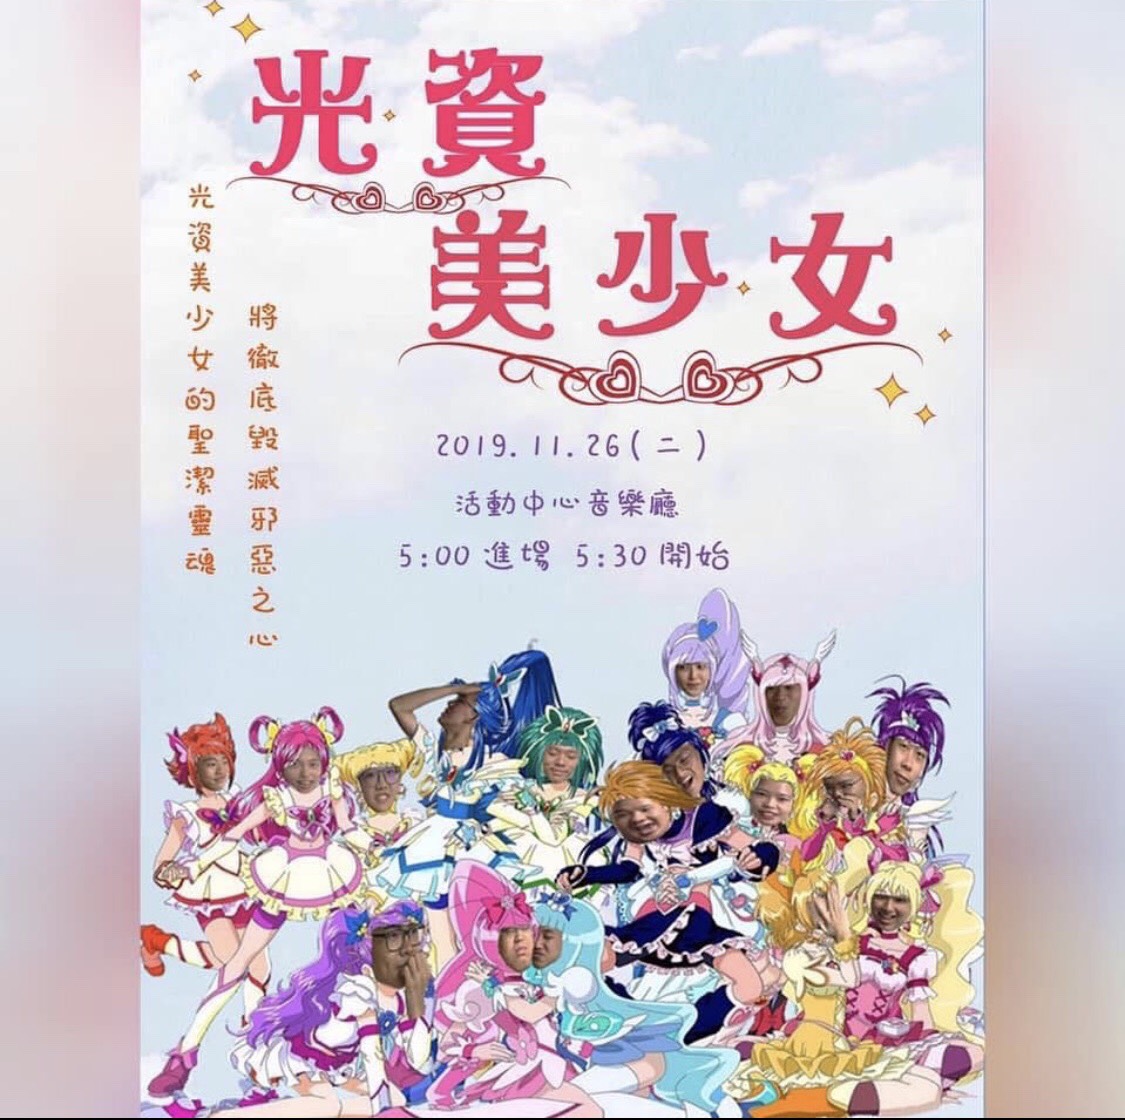 光資
美少女
光資美少女的聖潔靈魂
將徹底毀滅邪惡之心
2019.11.26(二)
活動中心音樂廳
5:00 進場 5:30 開始